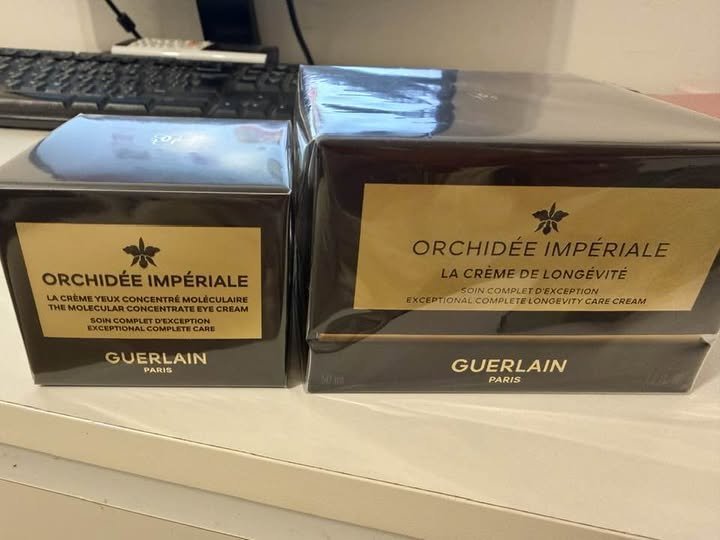 ORCHIDÉE IMPÉRIALE
LA CRÈME YEUX CONCENTRÉ MOLÉCULAIRE
THE MOLECULAR CONCENTRATE EYE CREAM
SOIN COMPLET D'EXCEPTION
EXCEPTIONAL COMPLETE CARE
GUERLAIN
PARIS
ORCHIDÉE IMPÉRIALE
LA CRÈME DE LONGÉVITÉ
SOIN COMPLET D'EXCEPTION
EXCEPTIONAL COMPLETE LONGEVITY CARE CREAM
GUERLAIN
PARIS